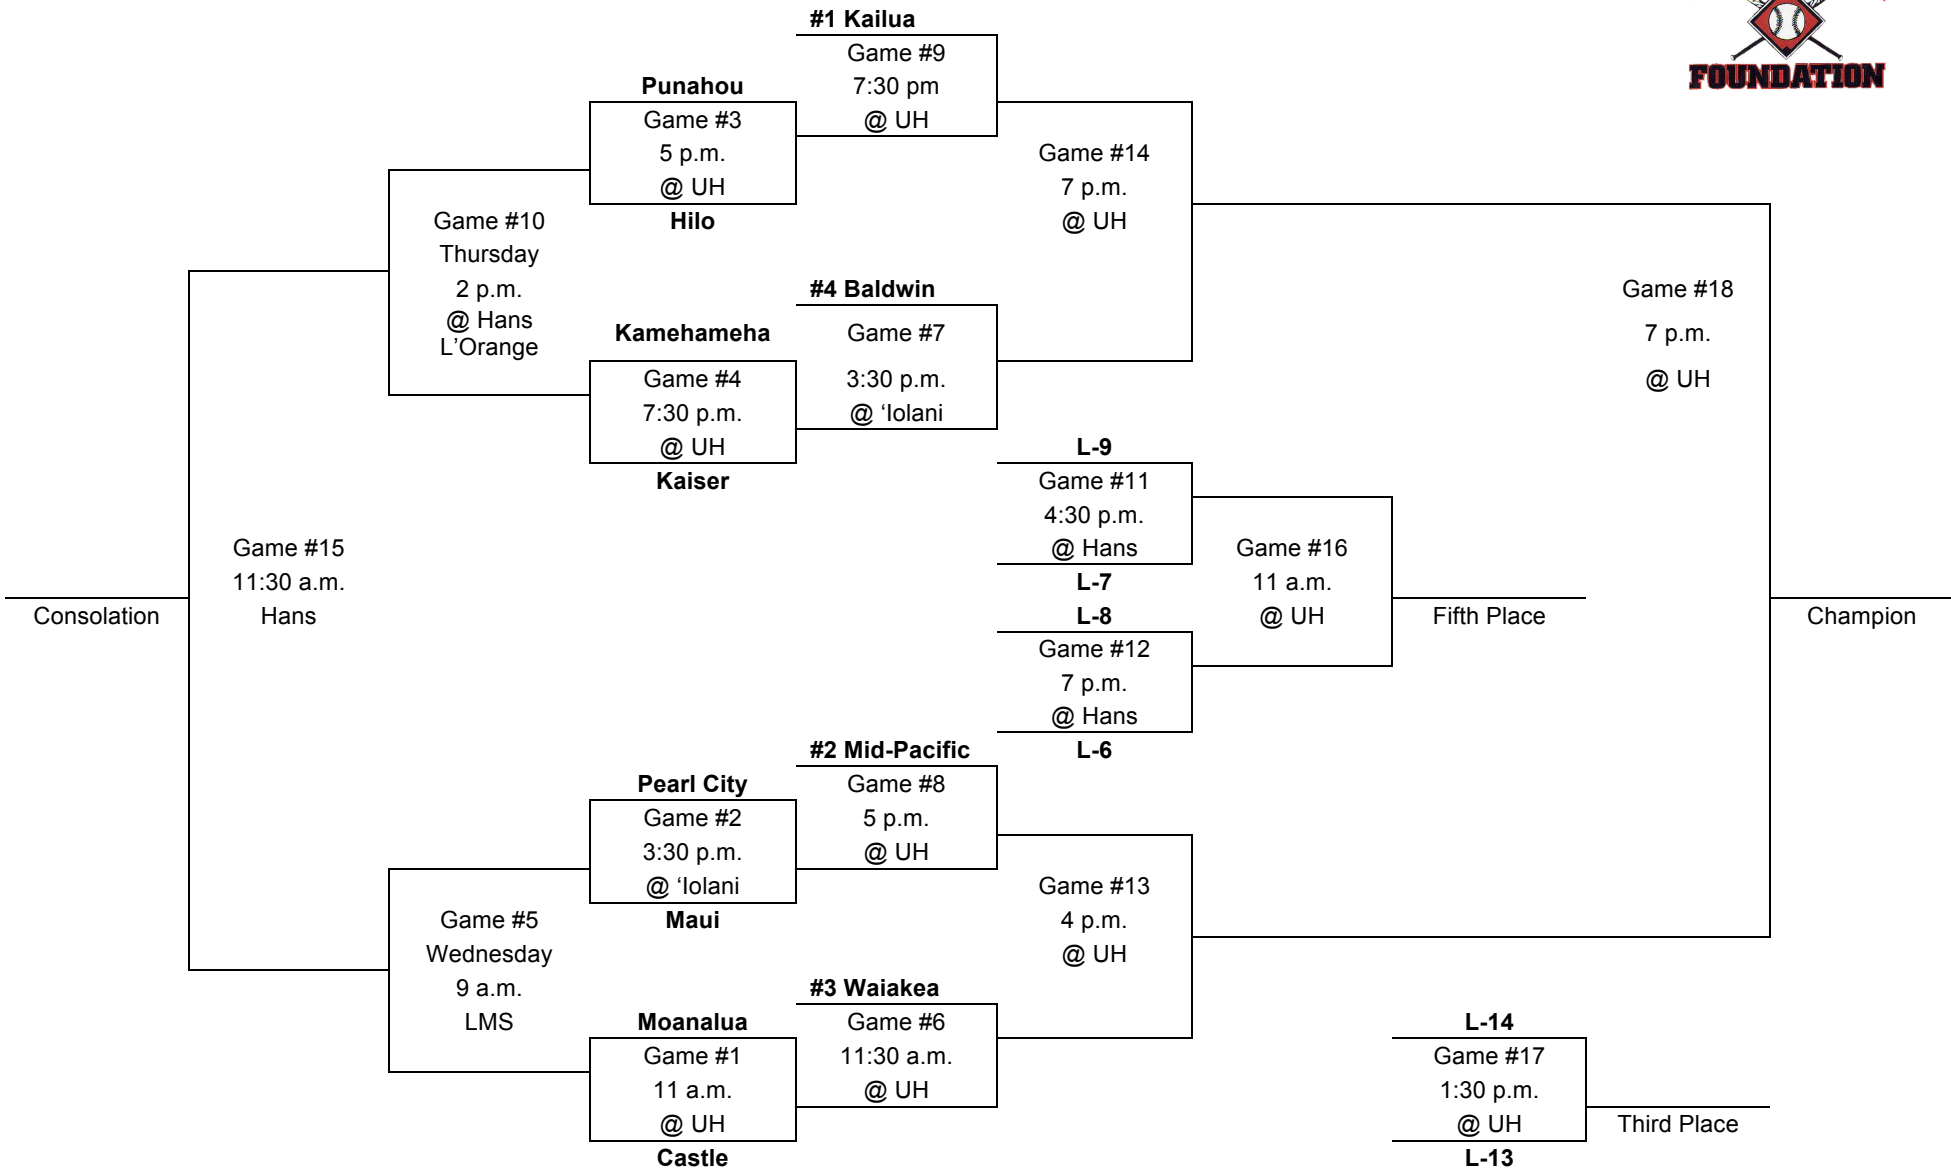 #1 Kailua
Game #9
7:30 pm
@ UH
FOUNDATION
Punahou
Game #3
5 p.m.
@ UH
Hilo
Game #14
7 p.m.
@ UH
Game #10
Thursday
2 p.m.
@ Hans
L’Orange
#4 Baldwin
Game #7
3:30 p.m.
@ ‘Iolani
Kamehameha
Game #4
7:30 p.m.
@ UH
Kaiser
Game #18
7 p.m.
@ UH
L-9
Game #11
4:30 p.m.
@ Hans
L-7
Game #15
11:30 a.m.
Hans
Consolation
Game #16
11 a.m.
@ UH
Fifth Place
Champion
L-8
Game #12
7 p.m.
@ Hans
L-6
#2 Mid-Pacific
Game #8
5 p.m.
@ UH
Pearl City
Game #2
3:30 p.m.
@ ‘Iolani
Maui
Game #13
4 p.m.
@ UH
Game #5
Wednesday
9 a.m.
LMS
#3 Waiakea
Game #6
11:30 a.m.
@ UH
Moanalua
Game #1
11 a.m.
@ UH
Castle
L-14
Game #17
1:30 p.m.
@ UH
L-13
Third Place